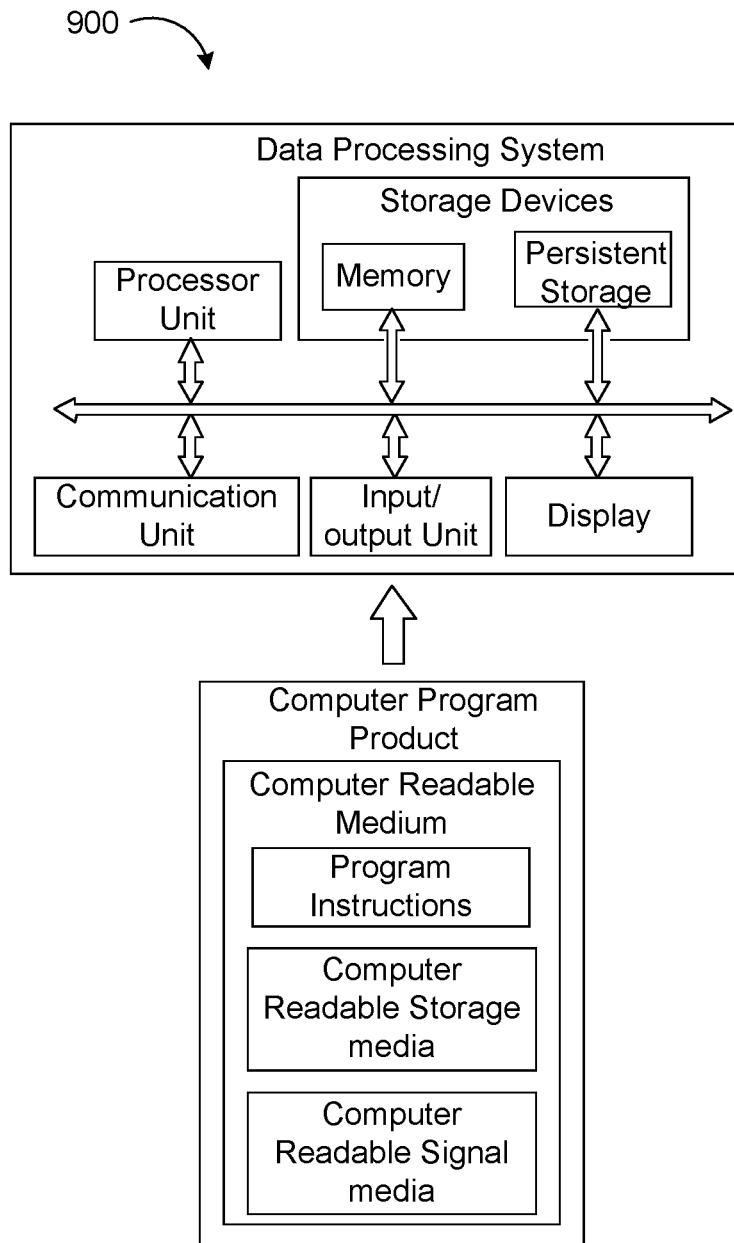 900
Data Processing System
Storage Devices
Processor
Unit
Memory
Persistent
Storage
Communication
Unit
Input/
output Unit
Display
Computer Program
Product
Computer Readable
Medium
Program
Instructions
Computer
Readable Storage
media
Computer
Readable Signal
media